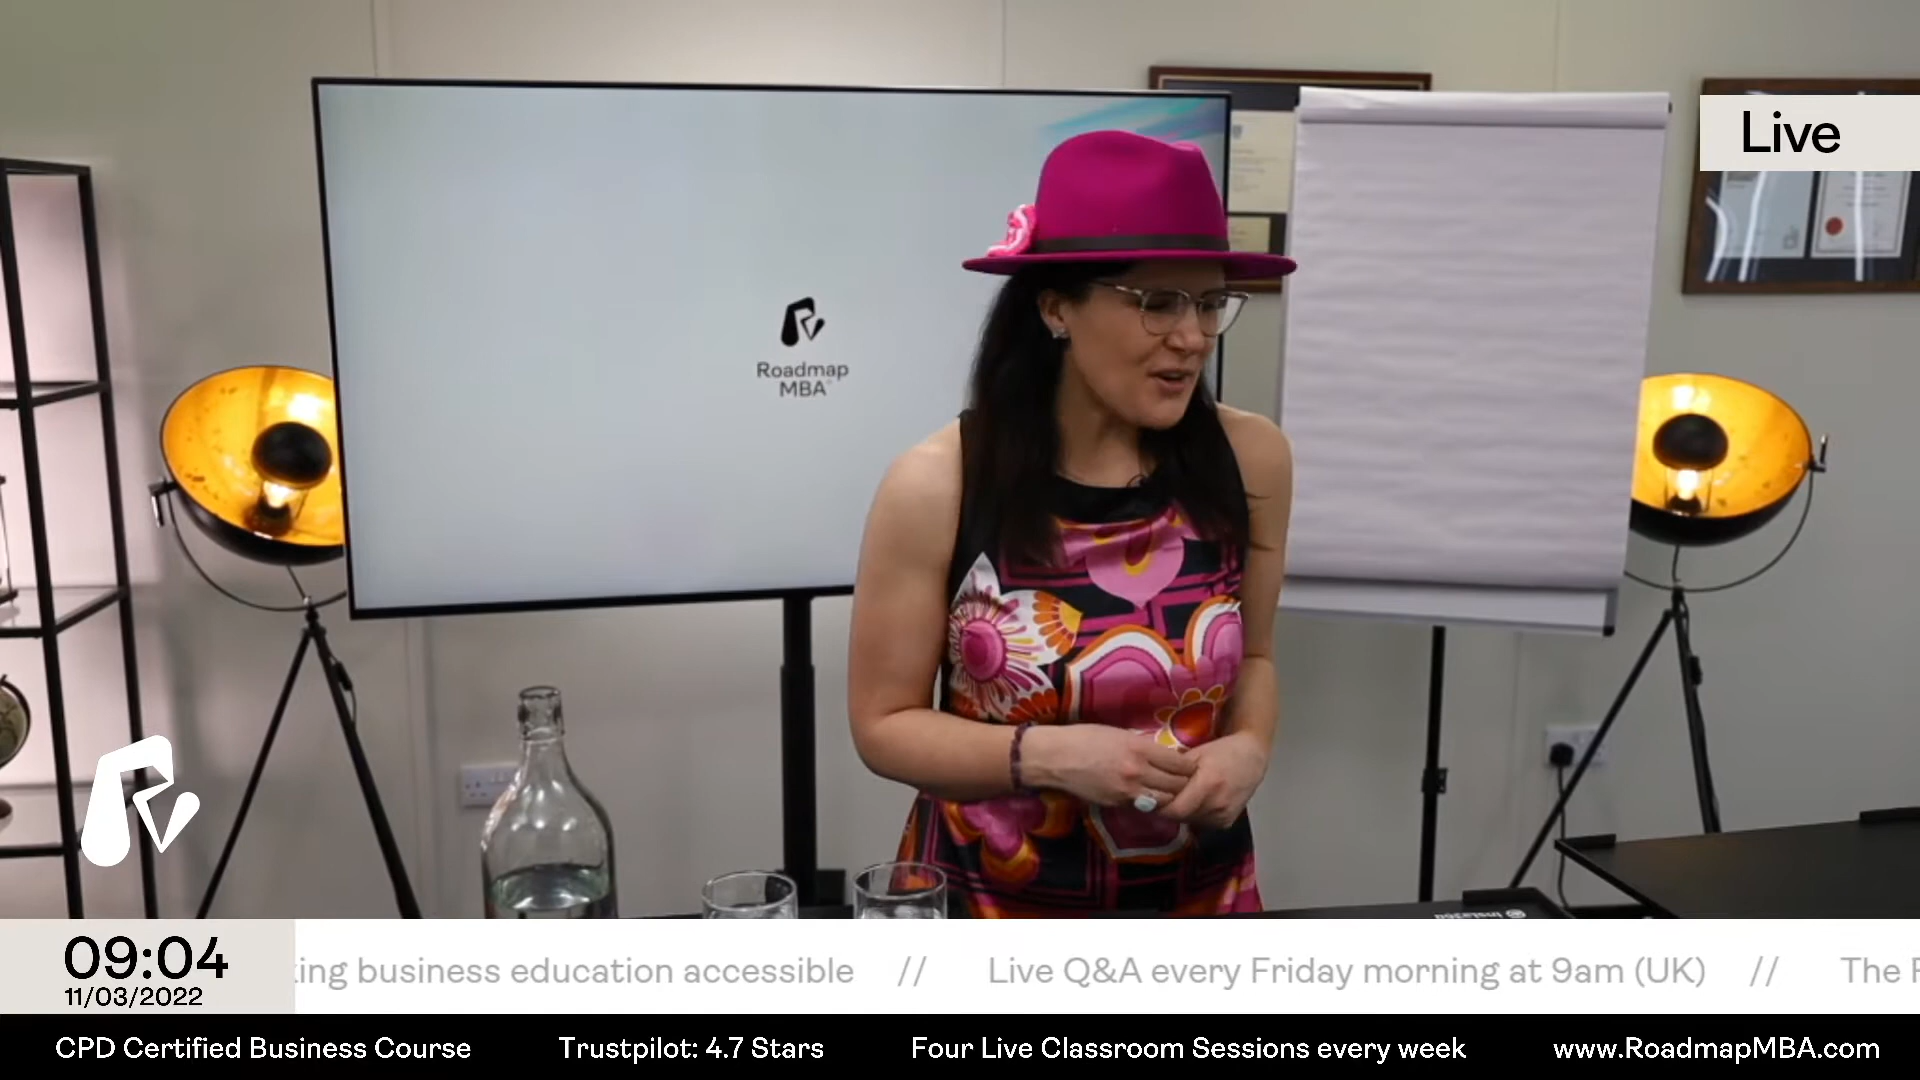 Live
Roadmap
MBA
insta360
09:04
11/03/2022
ing business education accessible // Live Q&A every Friday morning at 9am (UK) // The
CPD Certified Business Course Trustpilot: 4.7 Stars Four Live Classroom Sessions every week www.RoadmapMBA.com